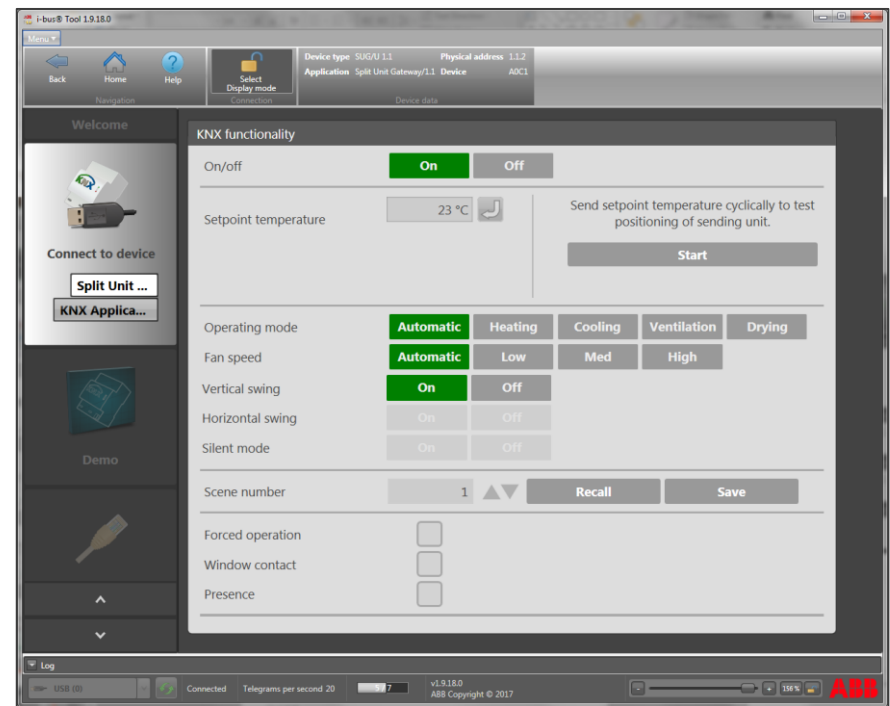 i-bus® Tool 1.9.18.0
Menu
Device type SUG/U 1.1 Physical address 1.1.2
Application Split Unit Gateway/1.1 Device A0C1
Back Home Help Select
Display mode
Navigation Connection Device data
Welcome
KNX functionality
On/off On Off
Setpoint temperature 23 °C
Send setpoint temperature cyclically to test
positioning of sending unit.
Start
Connect to device
Split Unit ...
KNX Applica...
Operating mode Automatic Heating Cooling Ventilation Drying
Fan speed Automatic Low Med High
Vertical swing On Off
Horizontal swing On Off
Silent mode On Off
Demo
Scene number 1 Recall Save
Forced operation
Window contact
Presence
Log
USB (0) Connected Telegrams per second 20 v1.9.18.0
ABB Copyright © 2017
156 % ABB